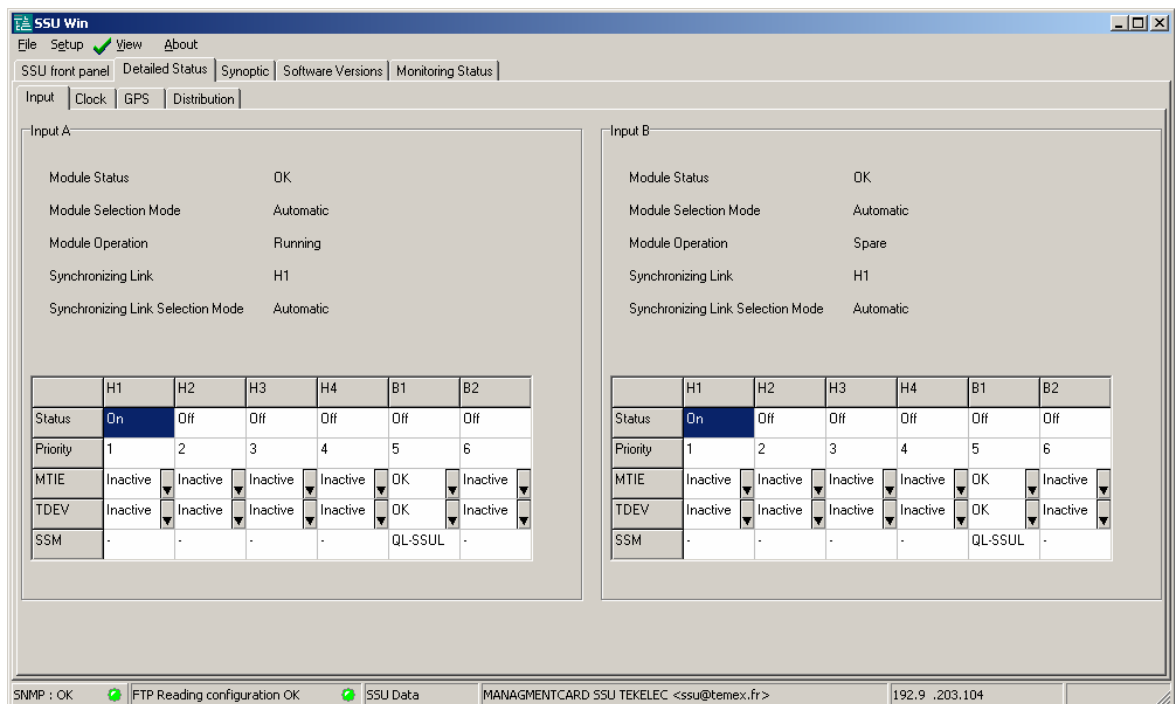 SSU Win
File Setup View About
SSU front panel Detailed Status Synoptic Software Versions Monitoring Status
Input Clock GPS Distribution
Input A
Module Status OK
Module Selection Mode Automatic
Module Operation Running
Synchronizing Link H1
Synchronizing Link Selection Mode Automatic
H1 H2 H3 H4 B1 B2
Status On Off Off Off Off Off
Priority 1 2 3 4 5 6
MTIE Inactive Inactive Inactive Inactive OK Inactive
TDEV Inactive Inactive Inactive Inactive OK Inactive
SSM - - - - QL-SSUL -
Input B
Module Status OK
Module Selection Mode Automatic
Module Operation Spare
Synchronizing Link H1
Synchronizing Link Selection Mode Automatic
H1 H2 H3 H4 B1 B2
Status On Off Off Off Off Off
Priority 1 2 3 4 5 6
MTIE Inactive Inactive Inactive Inactive OK Inactive
TDEV Inactive Inactive Inactive Inactive OK Inactive
SSM - - - - QL-SSUL -
SNMP : OK FTP Reading configuration OK SSU Data MANAGMENTCARD SSU TEKELEC <ssu@temex.fr> 192.9 .203.104